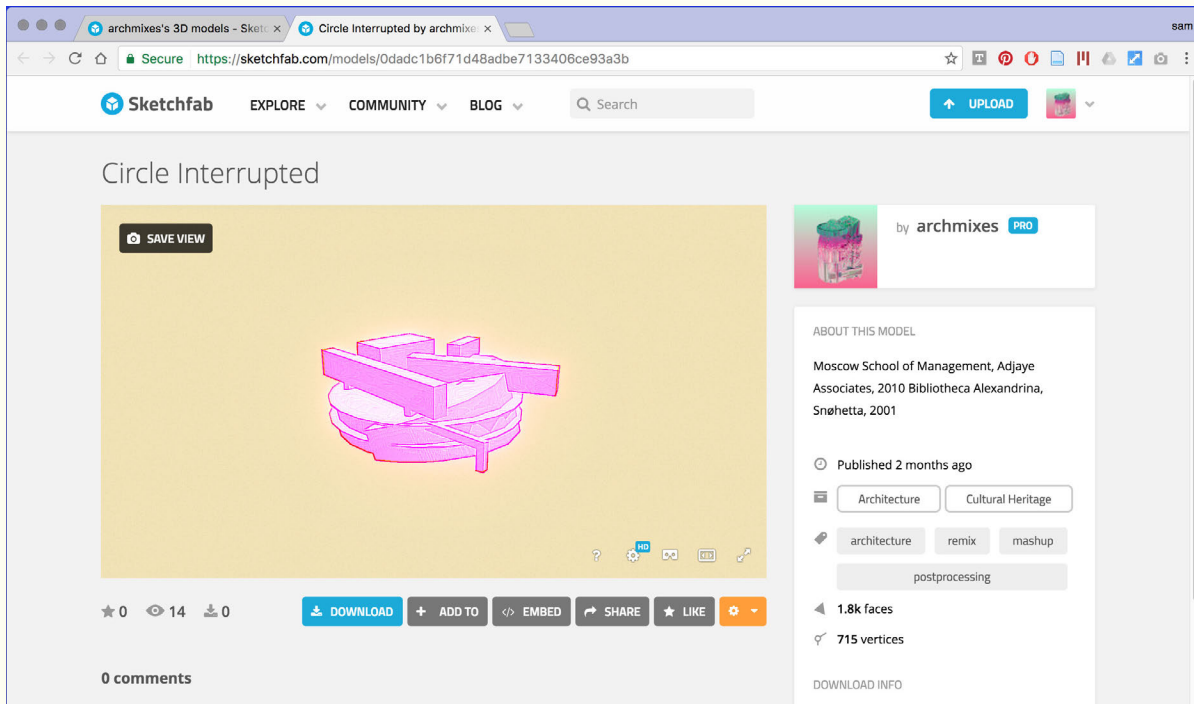 archmixes's 3D models - Sketc
Circle Interrupted by archmixe
sam
Secure https://sketchfab.com/models/0dadc1b6f71d48adbe7133406ce93a3b
Sketchfab EXPLORE COMMUNITY BLOG Search UPLOAD
Circle Interrupted
SAVE VIEW
by archmixes PRO
ABOUT THIS MODEL
Moscow School of Management, Adjaye
Associates, 2010 Bibliotheca Alexandrina,
Snøhetta, 2001
Published 2 months ago
Architecture Cultural Heritage
architecture remix mashup
postprocessing
? HD
0 14 0 DOWNLOAD + ADD TO </> EMBED SHARE LIKE
1.8k faces
715 vertices
0 comments
DOWNLOAD INFO